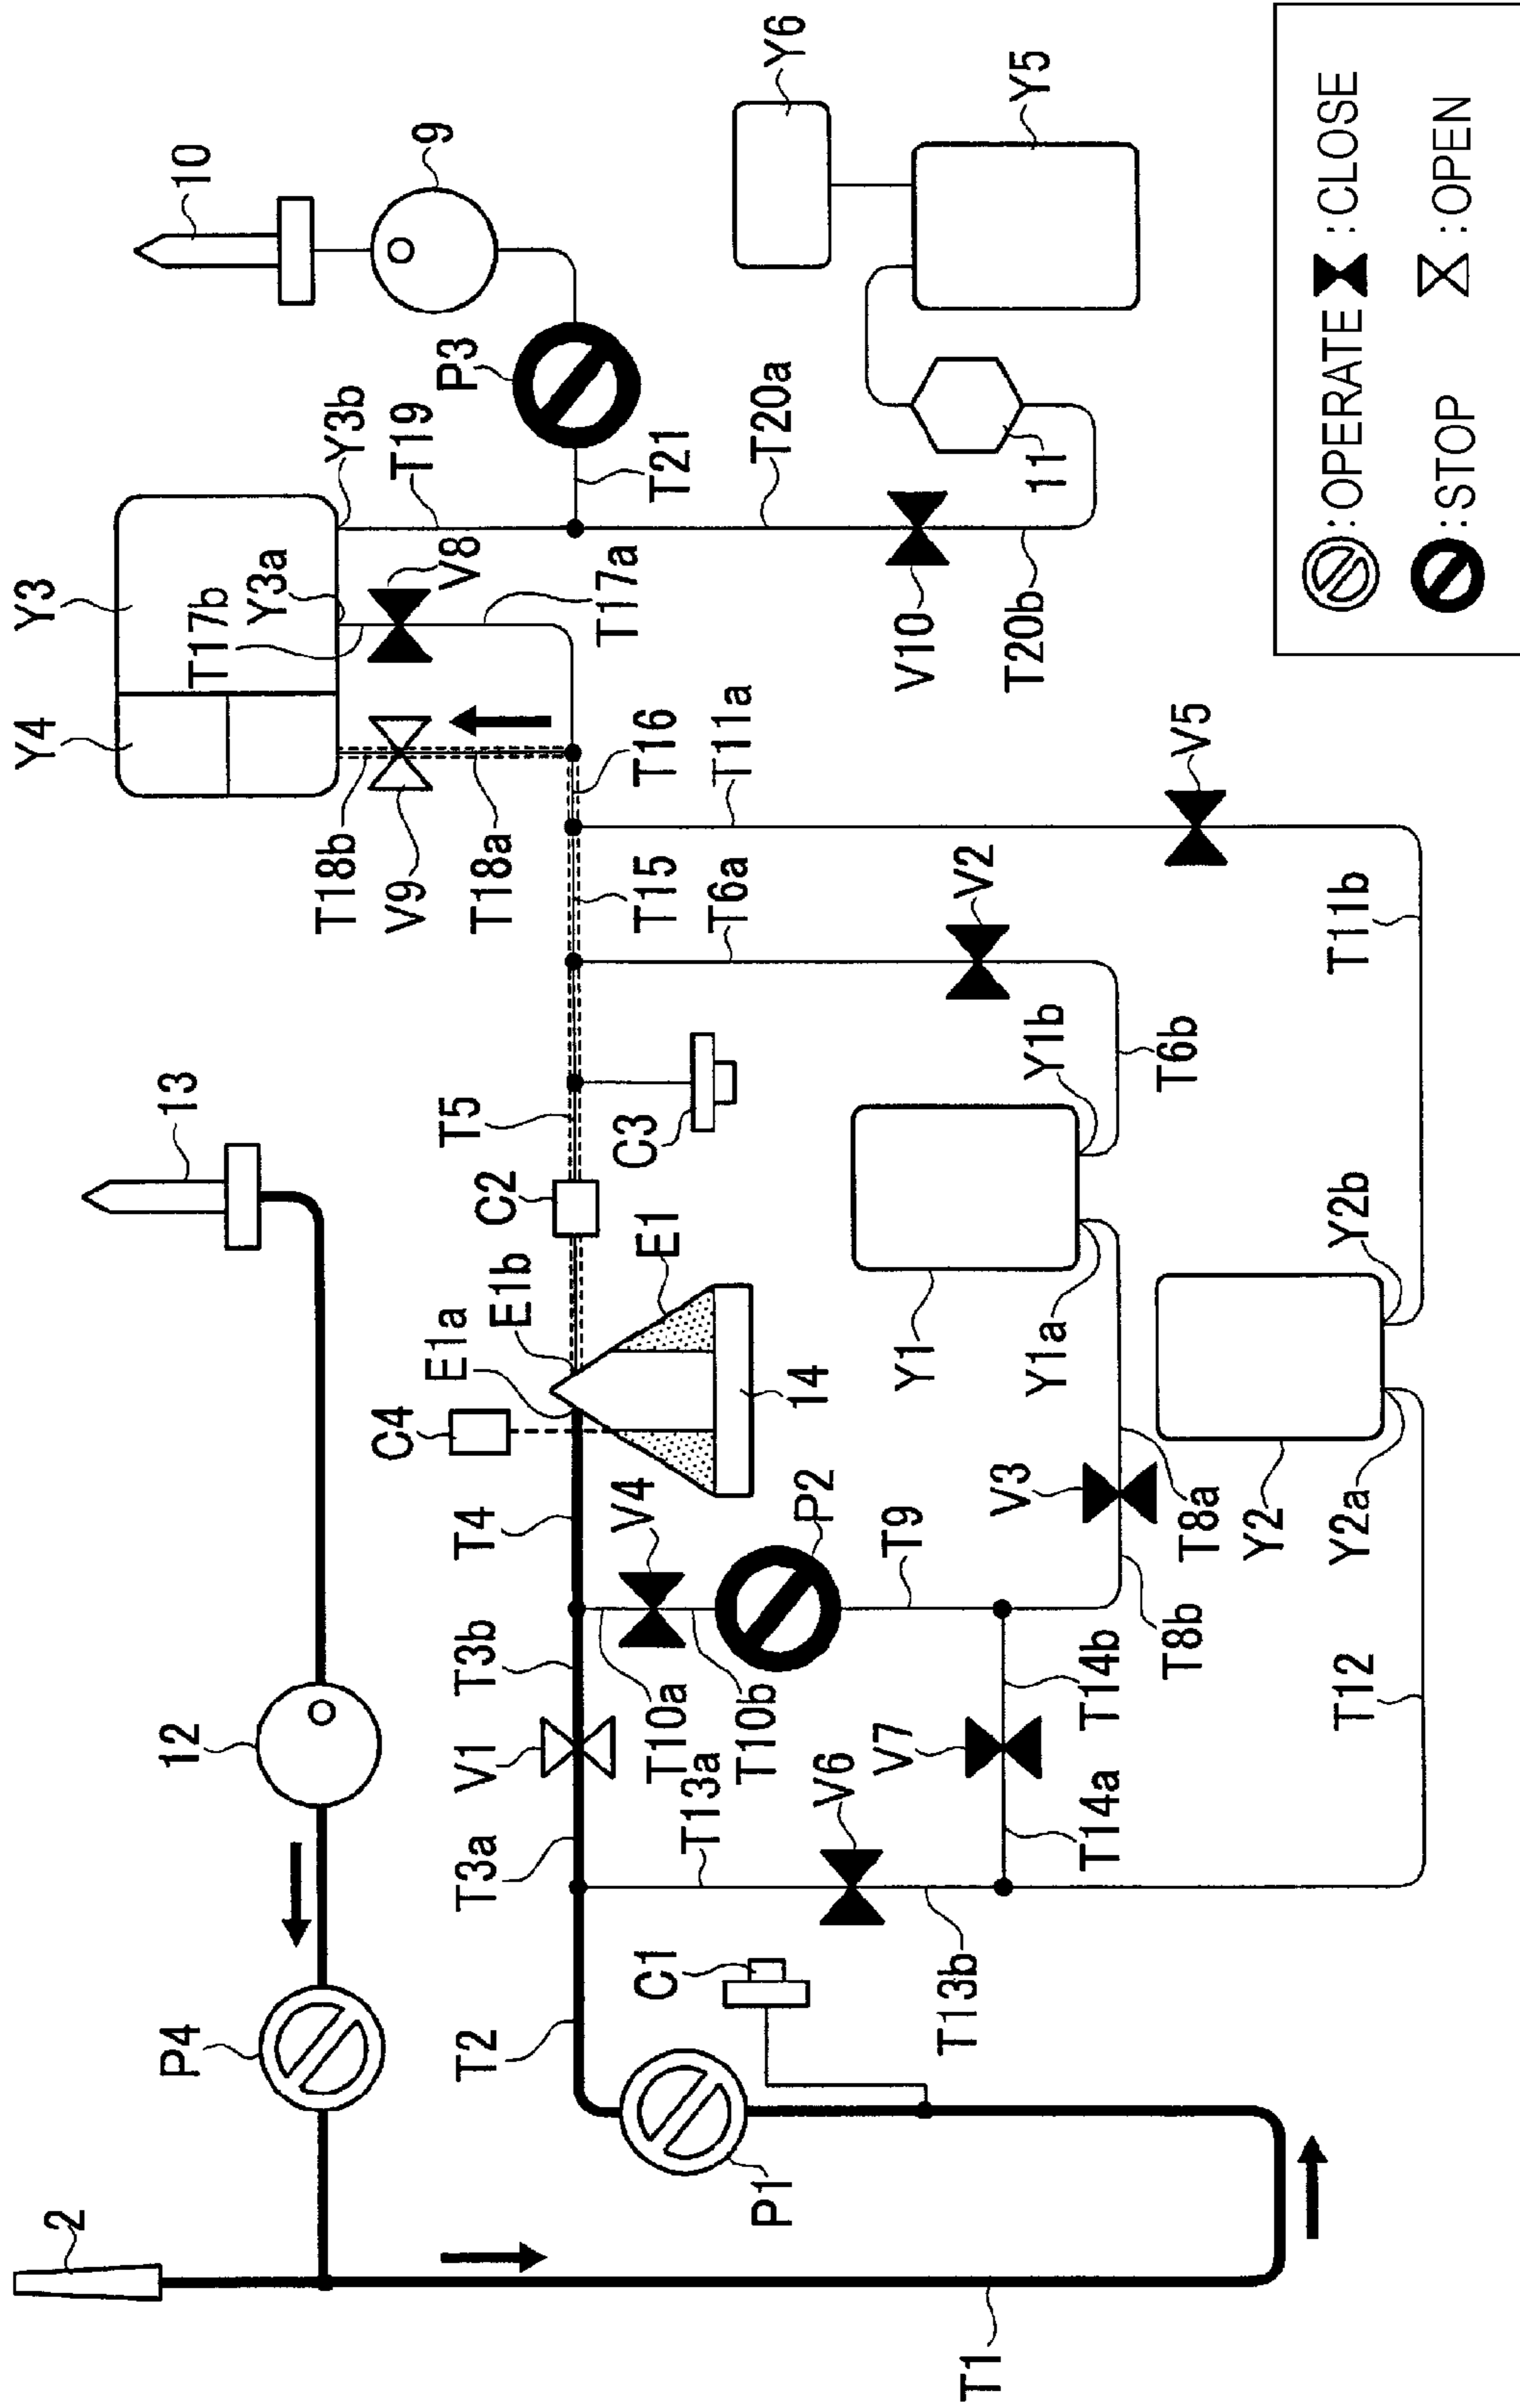 2
T1
P4
12
13
P1
C1
T2
T3a
V1
T3b
T4
T13a
T10a
T10b
V4
V6
T13b
V7
T14a
T14b
P2
T9
T8b
V3
T8a
T12
C4
E1a
E1b
E1
14
C2
T5
C3
Y1
Y1a
Y1b
Y2
Y2a
Y2b
T6b
T6a
V2
T11b
T11a
V5
T15
T16
T18b
V9
T18a
Y4
Y3
T17b
Y3a
V8
T17a
Y3b
T19
T21
P3
9
10
T20a
V10
T20b
11
Y5
Y6
:OPERATE :CLOSE
:STOP :OPEN